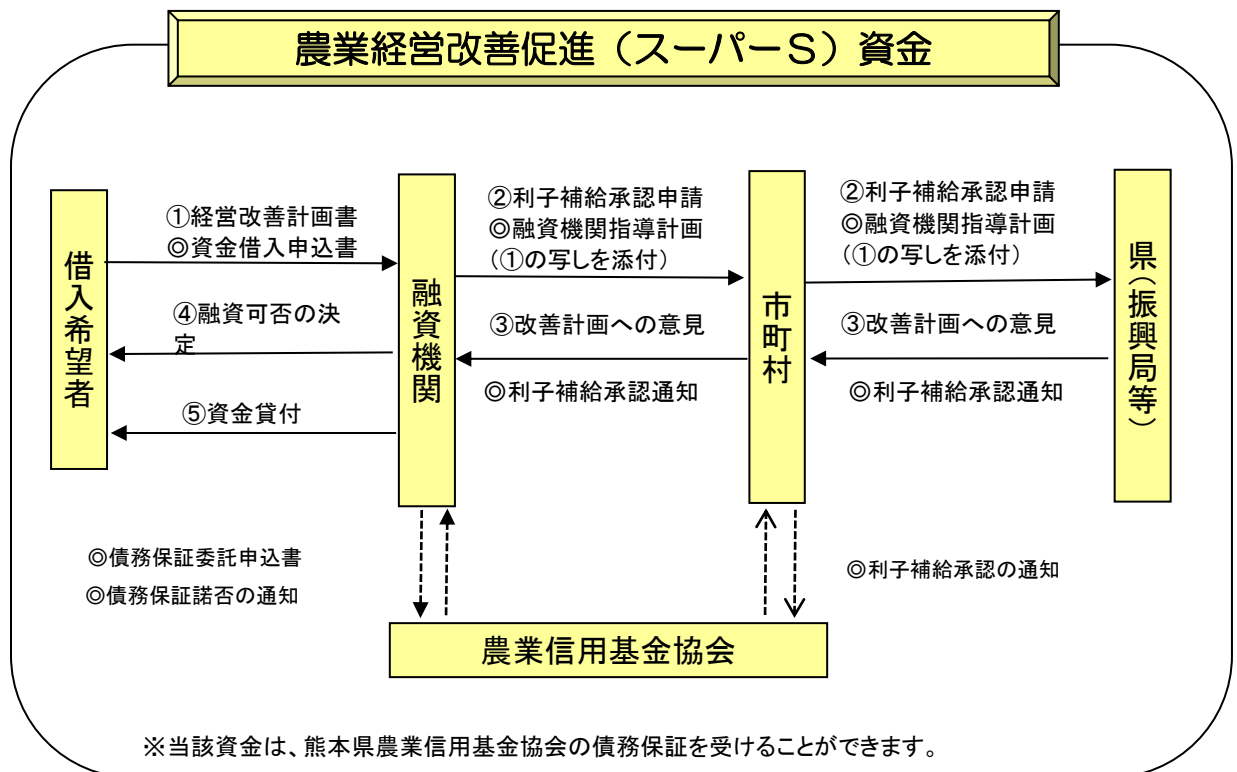 農業経営改善促進（スーパーＳ）資金
借入希望者
①経営改善計画書
◎資金借入申込書
④融資可否の決
定
⑤資金貸付
融資機関
②利子補給承認申請
◎融資機関指導計画
（①の写しを添付）
③改善計画への意見
◎利子補給承認通知
市町村
②利子補給承認申請
◎融資機関指導計画
（①の写しを添付）
③改善計画への意見
◎利子補給承認通知
県（振興局等）
◎債務保証委託申込書
◎債務保証諾否の通知
◎利子補給承認の通知
農業信用基金協会
※当該資金は、熊本県農業信用基金協会の債務保証を受けることができます。